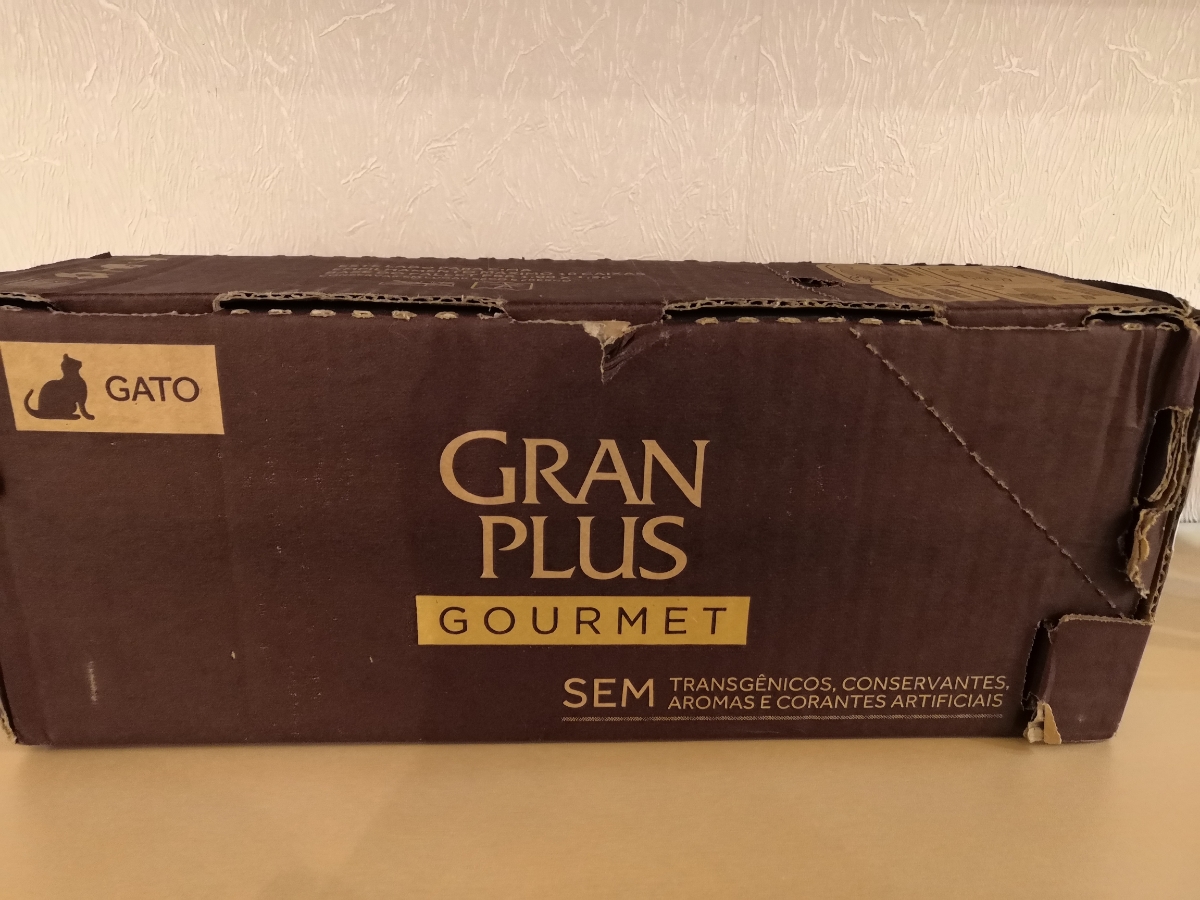 GATO
GRAN
PLUS
GOURMET
SEM TRANSGÊNICOS, CONSERVANTES,
AROMAS E CORANTES ARTIFICIAIS